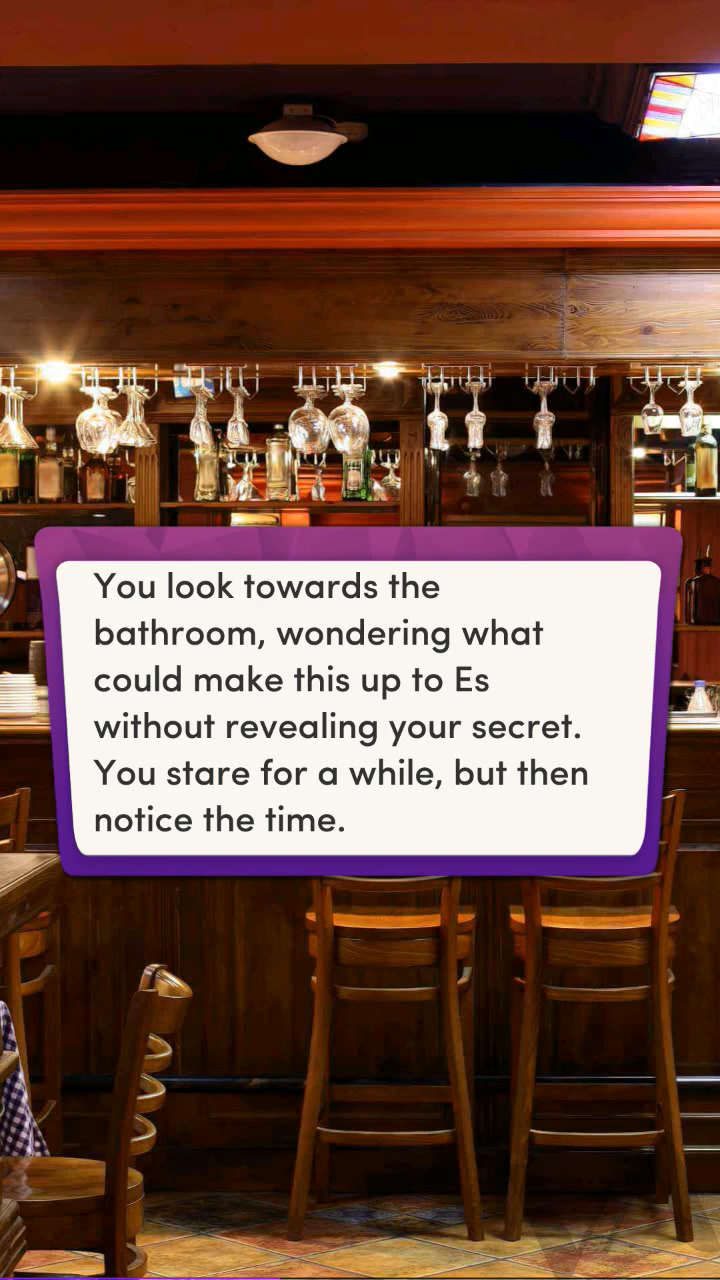 You look towards the
bathroom, wondering what
could make this up to Es
without revealing your secret.
You stare for a while, but then
notice the time.